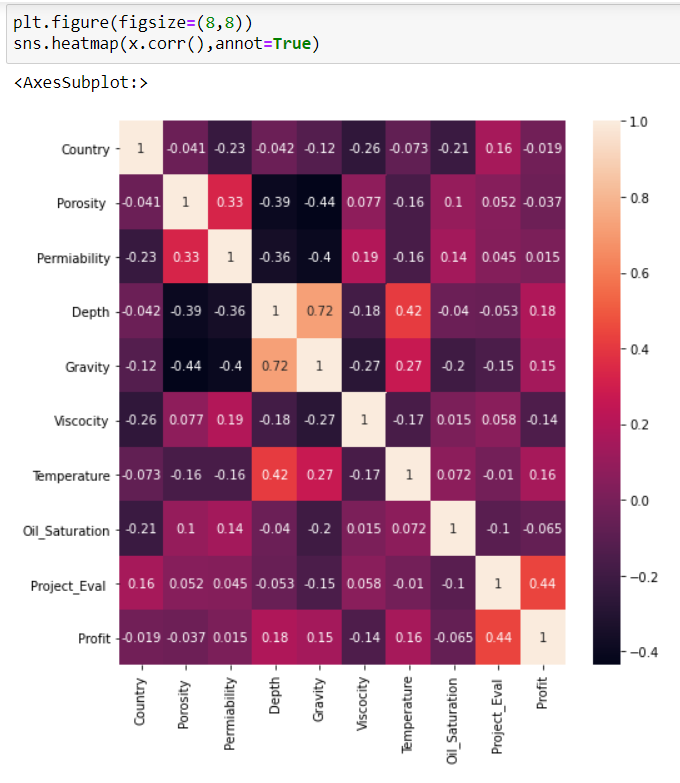 plt.figure(figsize=(8,8))
sns.heatmap(x.corr(),annot=True)
<AxesSubplot:>
Country 1 -0.041 -0.23 -0.042 -0.12 -0.26 -0.073 -0.21 0.16 -0.019
Porosity -0.041 1 0.33 -0.39 -0.44 0.077 -0.16 0.1 0.052 -0.037
Permiability -0.23 0.33 1 -0.36 -0.4 0.19 -0.16 0.14 0.045 0.015
Depth -0.042 -0.39 -0.36 1 0.72 -0.18 0.42 -0.04 -0.053 0.18
Gravity -0.12 -0.44 -0.4 0.72 1 -0.27 0.27 -0.2 -0.15 0.15
Viscocity -0.26 0.077 0.19 -0.18 -0.27 1 -0.17 0.015 0.058 -0.14
Temperature -0.073 -0.16 -0.16 0.42 0.27 -0.17 1 0.072 -0.01 0.16
Oil_Saturation -0.21 0.1 0.14 -0.04 -0.2 0.015 0.072 1 -0.1 -0.065
Project_Eval 0.16 0.052 0.045 -0.053 -0.15 0.058 -0.01 -0.1 1 0.44
Profit -0.019 -0.037 0.015 0.18 0.15 -0.14 0.16 -0.065 0.44 1
Country Porosity Permiability Depth Gravity Viscocity Temperature Oil_Saturation Project_Eval Profit
1.0
0.8
0.6
0.4
0.2
0.0
-0.2
-0.4